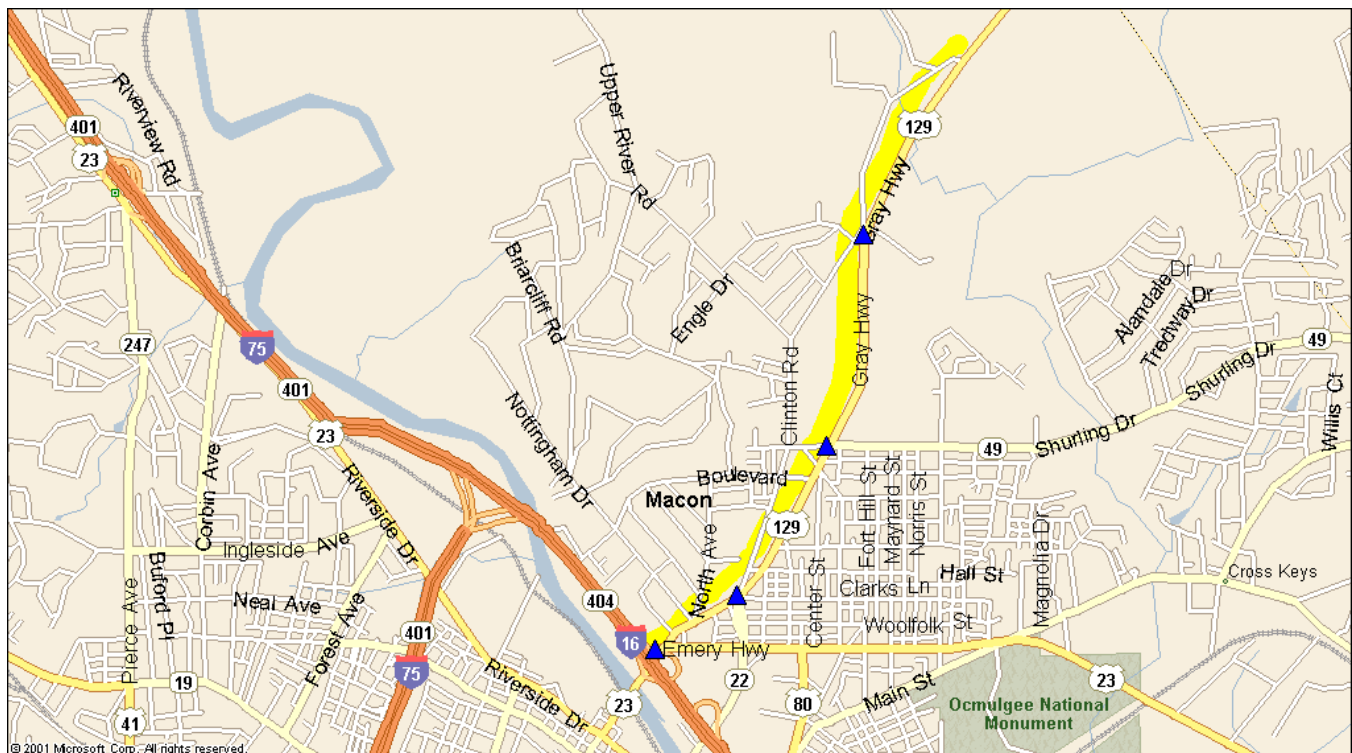 401
23
Riverview Rd
Upper River Rd
129
Gray Hwy
Briarcliff Rd
Engle Dr
Alandale Dr
Tredway Dr
247
75
401
Gray Hwy
Clinton Rd
Shurling Dr
49
Willis Ct
23
Nottingham Dr
Corbin Ave
Riverside Dr
Boulevard
Macon
129
49
Shurling Dr
Fort Hill St
Maynard St
Norris St
Ingleside Ave
Buford Pl
Pierce Ave
Neal Ave
Forest Ave
404
North Ave
Center St
Clarks Ln
Hall St
Magnolia Dr
Cross Keys
Woolfolk St
401
16
Emery Hwy
75
19
41
Riverside Dr
23
22
80
Main St
23
Ocmulgee National
Monument
© 2001 Microsoft Corp. All rights reserved.